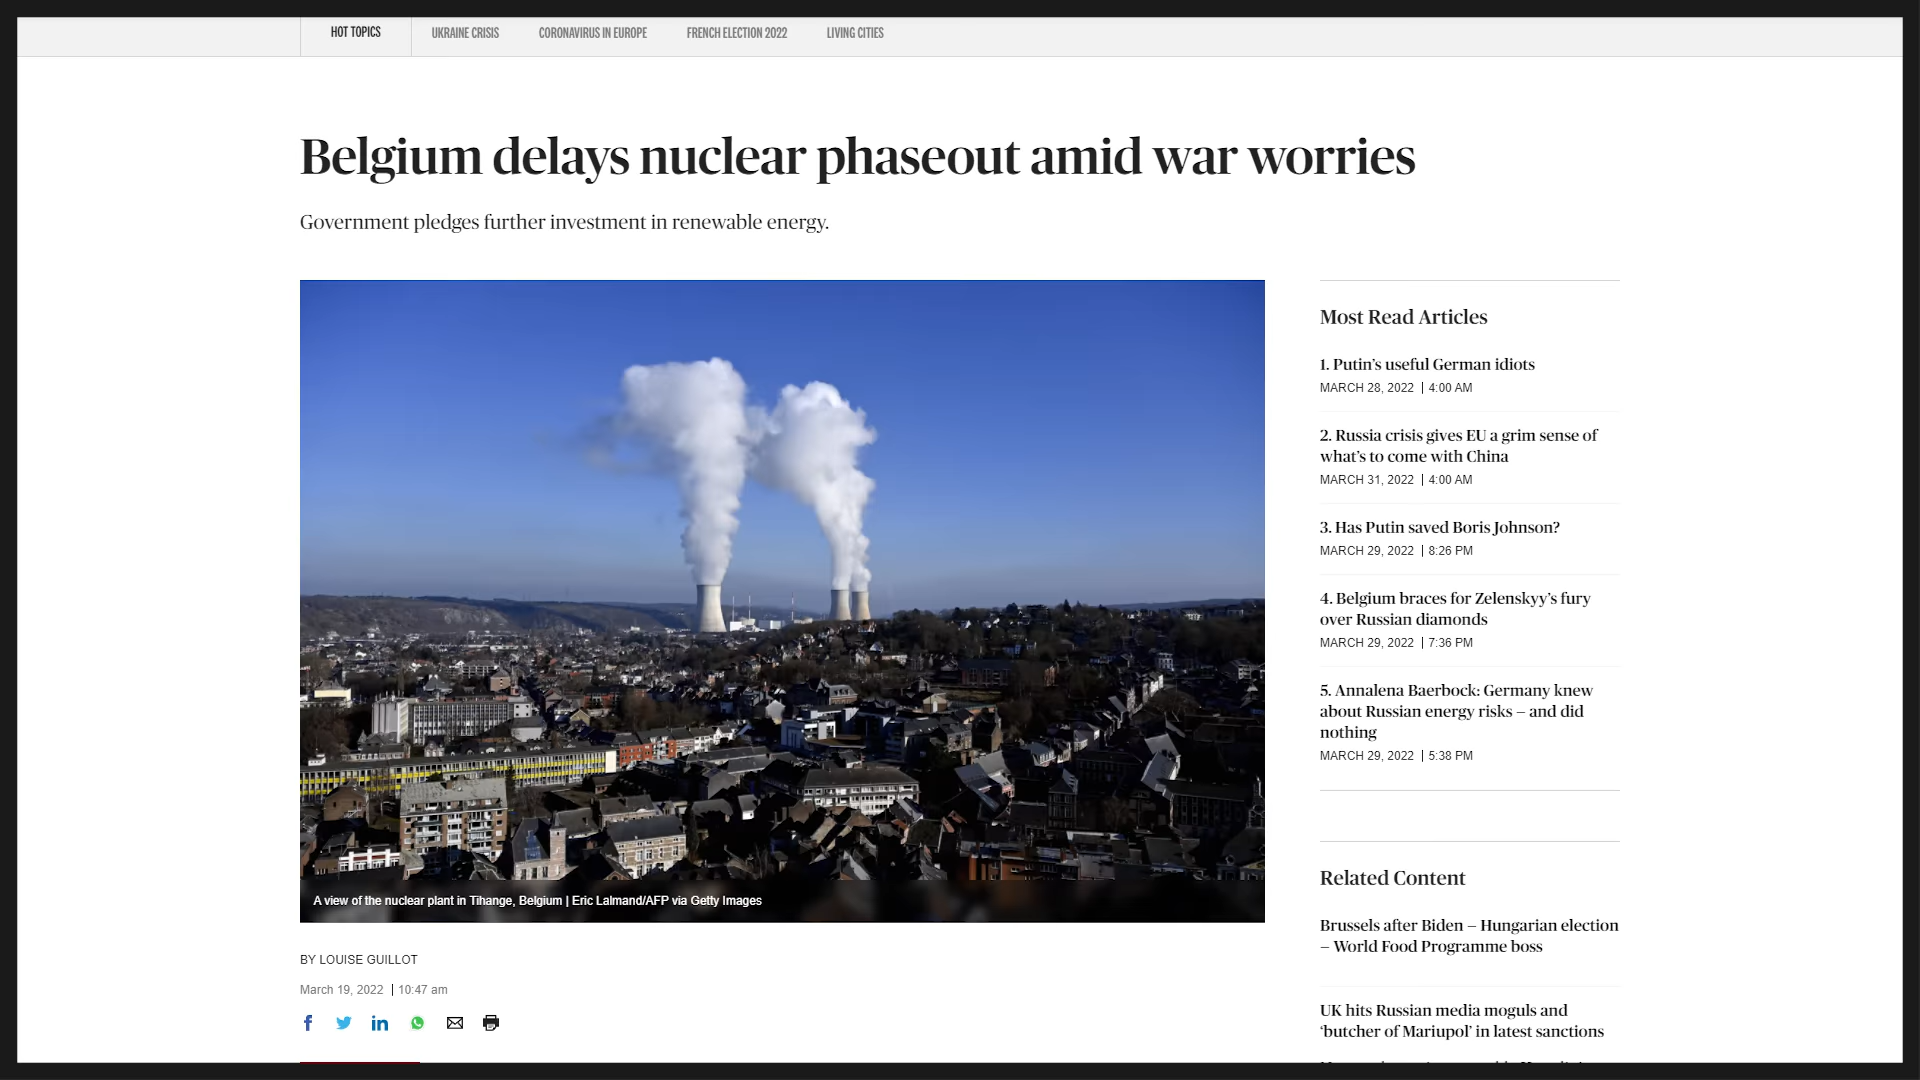 HOT TOPICS
UKRAINE CRISIS
CORONAVIRUS IN EUROPE
FRENCH ELECTION 2022
LIVING CITIES
Belgium delays nuclear phaseout amid war worries
Government pledges further investment in renewable energy.
A view of the nuclear plant in Tihange, Belgium | Eric Lalmand/AFP via Getty Images
BY LOUISE GUILLOT
March 19, 2022 | 10:47 am
Most Read Articles
1. Putin’s useful German idiots
MARCH 28, 2022 | 4:00 AM
2. Russia crisis gives EU a grim sense of
what’s to come with China
MARCH 31, 2022 | 4:00 AM
3. Has Putin saved Boris Johnson?
MARCH 29, 2022 | 8:26 PM
4. Belgium braces for Zelenskyy’s fury
over Russian diamonds
MARCH 29, 2022 | 7:36 PM
5. Annalena Baerbock: Germany knew
about Russian energy risks – and did
nothing
MARCH 29, 2022 | 5:38 PM
Related Content
Brussels after Biden – Hungarian election
– World Food Programme boss
UK hits Russian media moguls and
‘butcher of Mariupol’ in latest sanctions